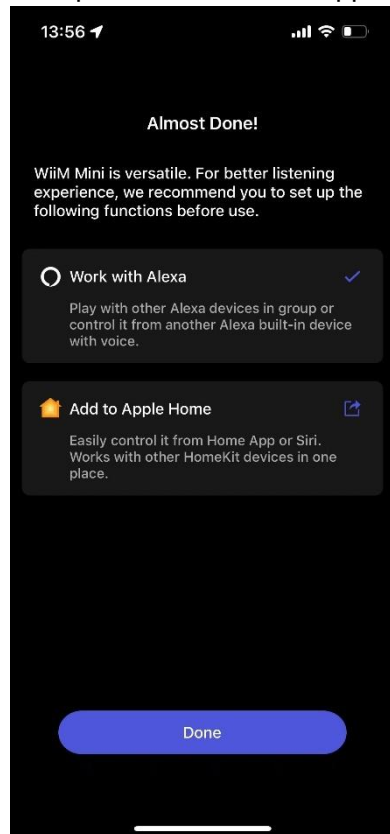 13:56
Almost Done!
WiiM Mini is versatile. For better listening
experience, we recommend you to set up the
following functions before use.
Work with Alexa
Play with other Alexa devices in group or
control it from another Alexa built-in device
with voice.
Add to Apple Home
Easily control it from Home App or Siri.
Works with other HomeKit devices in one
place.
Done